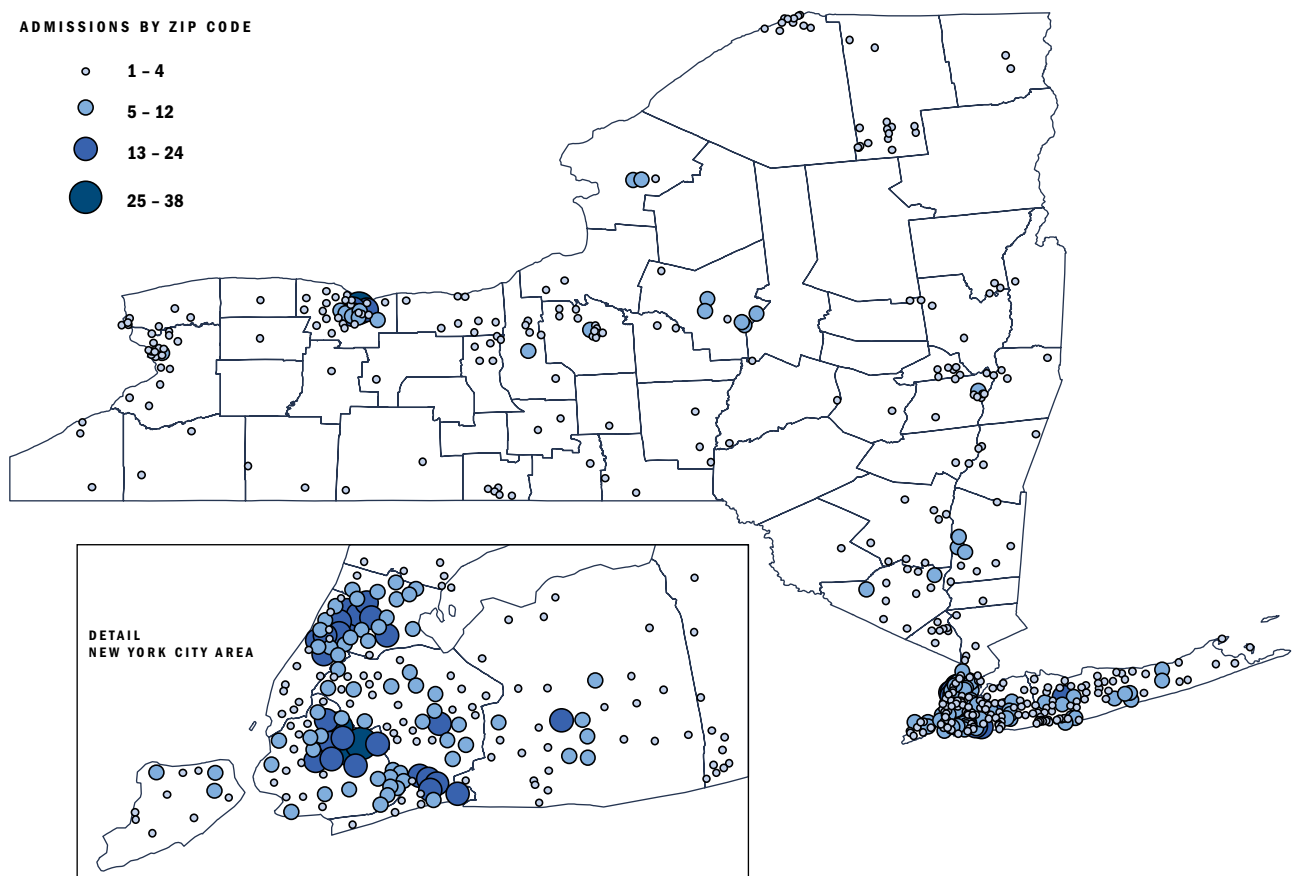 ADMISSIONS BY ZIP CODE
1 – 4
5 – 12
13 – 24
25 – 38
DETAIL
NEW YORK CITY AREA